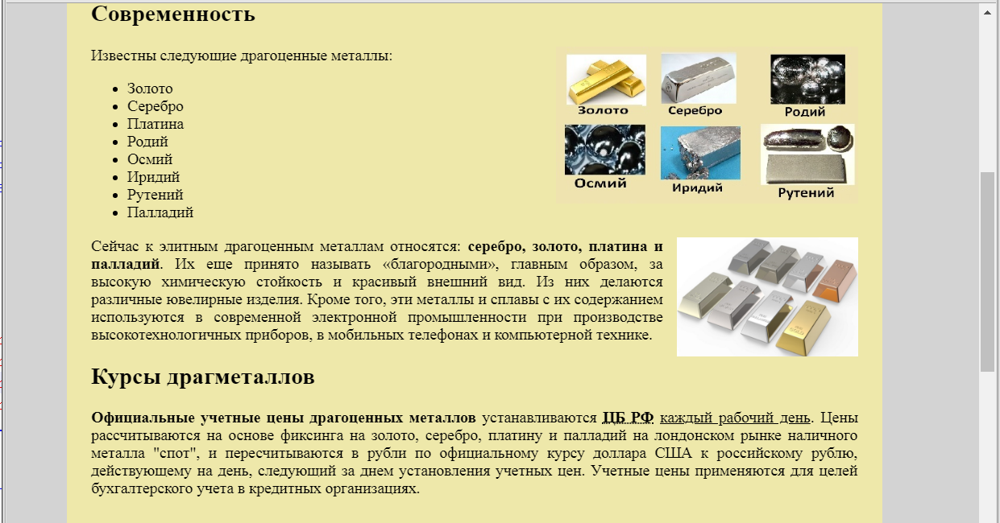 Современность
Известны следующие драгоценные металлы:
Золото
Серебро
Платина
Родий
Осмий
Иридий
Рутений
Палладий
Золото Серебро Родий
Осмий Иридий Рутений
Сейчас к элитным драгоценным металлам относятся: серебро, золото, платина и
палладий. Их еще принято называть «благородными», главным образом, за
высокую химическую стойкость и красивый внешний вид. Из них делаются
различные ювелирные изделия. Кроме того, эти металлы и сплавы с их содержанием
используются в современной электронной промышленности при производстве
высокотехнологичных приборов, в мобильных телефонах и компьютерной технике.
Курсы драгметаллов
Официальные учетные цены драгоценных металлов устанавливаются ЦБ РФ каждый рабочий день. Цены
рассчитываются на основе фиксинга на золото, серебро, платину и палладий на лондонском рынке наличного
металла "спот", и пересчитываются в рубли по официальному курсу доллара США к российскому рублю,
действующему на день, следующий за днем установления учетных цен. Учетные цены применяются для целей
бухгалтерского учета в кредитных организациях.